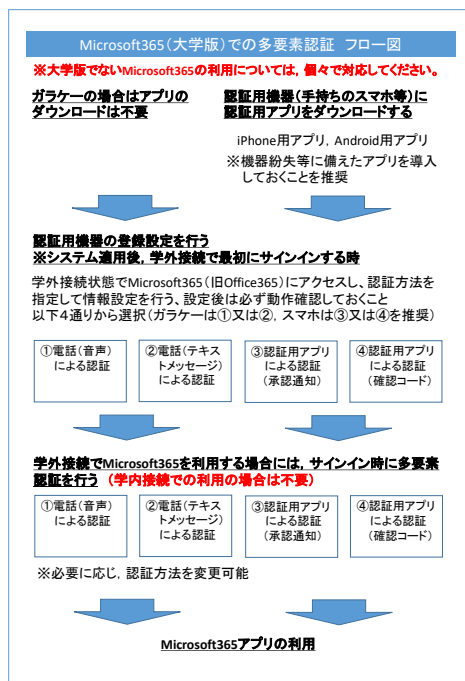 Microsoft365（大学版）での多要素認証 フロー図
※大学版でないMicrosoft365の利用については，個々で対応してください。
ガラケーの場合はアプリの
ダウンロードは不要
認証用機器（手持ちのスマホ等）に
認証用アプリをダウンロードする
iPhone用アプリ，Android用アプリ
※機器紛失等に備えたアプリを導入
しておくことを推奨
認証用機器の登録設定を行う
※システム適用後，学外接続で最初にサインインする時
学外接続状態でMicrosoft365（旧Office365）にアクセスし、認証方法を
指定して情報設定を行う、設定後は必ず動作確認しておくこと
以下４通りから選択（ガラケーは①又は②，スマホは③又は④を推奨）
①電話（音声）
による認証
②電話（テキス
トメッセージ）
による認証
③認証用アプリ
による認証
（承認通知）
④認証用アプリ
による認証
（確認コード）
学外接続でMicrosoft365を利用する場合には，サインイン時に多要素
認証を行う （学内接続での利用の場合は不要）
①電話（音声）
による認証
②電話（テキス
トメッセージ）
による認証
③認証用アプリ
による認証
（承認通知）
④認証用アプリ
による認証
（確認コード）
※必要に応じ，認証方法を変更可能
Microsoft365アプリの利用